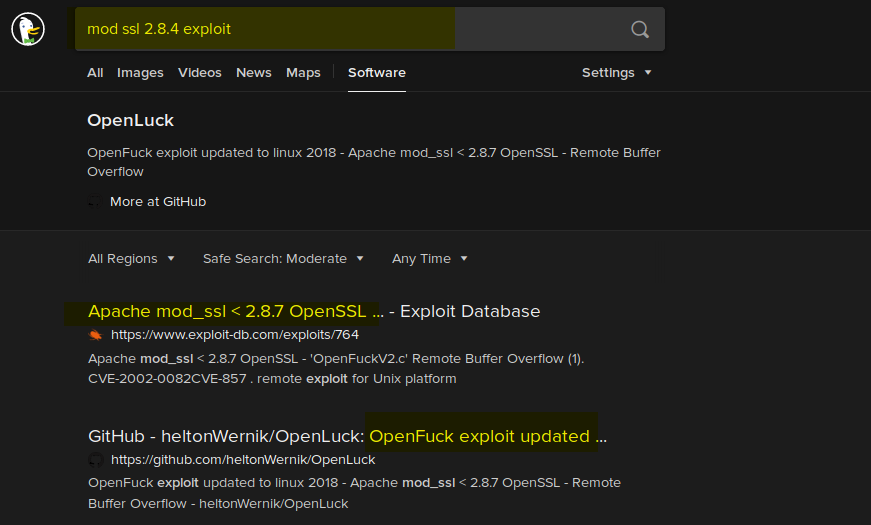 mod ssl 2.8.4 exploit
All Images Videos News Maps Software Settings
OpenLuck
OpenFuck exploit updated to linux 2018 - Apache mod_ssl < 2.8.7 OpenSSL - Remote Buffer
Overflow
More at GitHub
All Regions Safe Search: Moderate Any Time
Apache mod_ssl < 2.8.7 OpenSSL ... - Exploit Database
https://www.exploit-db.com/exploits/764
Apache mod_ssl < 2.8.7 OpenSSL - 'OpenFuckV2.c' Remote Buffer Overflow (1).
CVE-2002-0082CVE-857 . remote exploit for Unix platform
GitHub - heltonWernik/OpenLuck: OpenFuck exploit updated ...
https://github.com/heltonWernik/OpenLuck
OpenFuck exploit updated to linux 2018 - Apache mod_ssl < 2.8.7 OpenSSL - Remote
Buffer Overflow - heltonWernik/OpenLuck